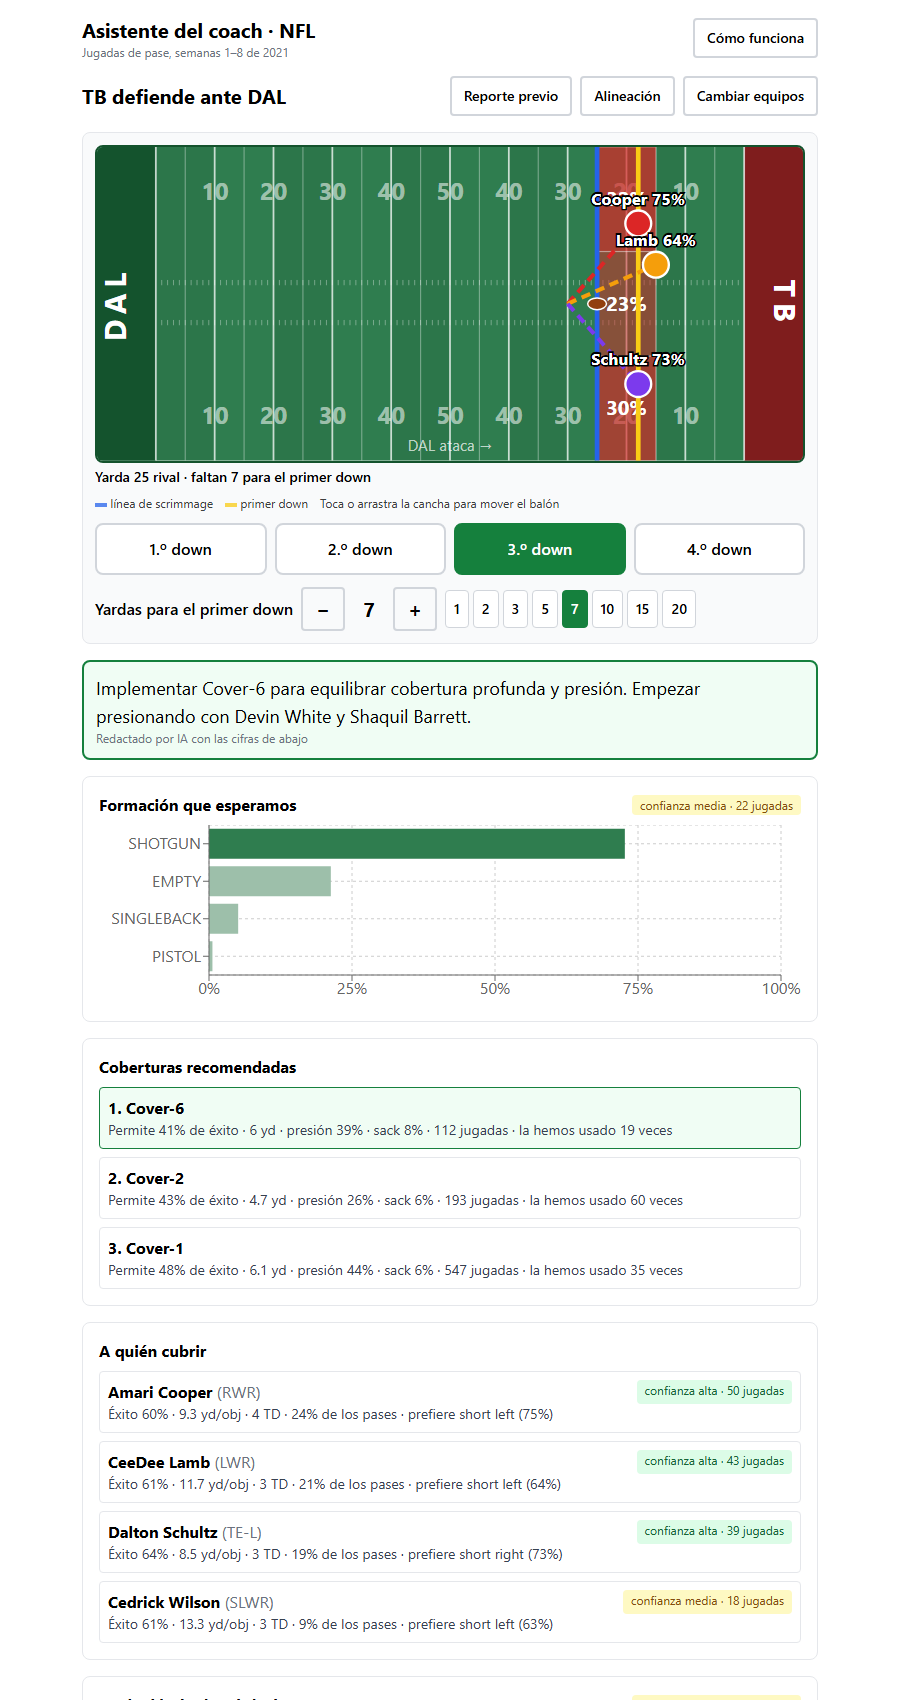 Asistente del coach · NFL
Jugadas de pase, semanas 1–8 de 2021
Cómo funciona
TB defiende ante DAL
Reporte previo
Alineación
Cambiar equipos
10 20 30 40 50 40 30 10
Cooper 75%
Lamb 64%
DAL
TB
23%
Schultz 73%
30%
10 20 30 40 50 40 30 10
DAL ataca →
Yarda 25 rival · faltan 7 para el primer down
línea de scrimmage primer down Toca o arrastra la cancha para mover el balón
1.º down 2.º down 3.º down 4.º down
Yardas para el primer down − 7 + 1 2 3 5 7 10 15 20
Implementar Cover-6 para equilibrar cobertura profunda y presión. Empezar
presionando con Devin White y Shaquil Barrett.
Redactado por IA con las cifras de abajo
Formación que esperamos
confianza media · 22 jugadas
SHOTGUN
EMPTY
SINGLEBACK
PISTOL
0% 25% 50% 75% 100%
Coberturas recomendadas
1. Cover-6
Permite 41% de éxito · 6 yd · presión 39% · sack 8% · 112 jugadas · la hemos usado 19 veces
2. Cover-2
Permite 43% de éxito · 4.7 yd · presión 26% · sack 6% · 193 jugadas · la hemos usado 60 veces
3. Cover-1
Permite 48% de éxito · 6.1 yd · presión 44% · sack 6% · 547 jugadas · la hemos usado 35 veces
A quién cubrir
Amari Cooper (RWR)
confianza alta · 50 jugadas
Éxito 60% · 9.3 yd/obj · 4 TD · 24% de los pases · prefiere short left (75%)
CeeDee Lamb (LWR)
confianza alta · 43 jugadas
Éxito 61% · 11.7 yd/obj · 3 TD · 21% de los pases · prefiere short left (64%)
Dalton Schultz (TE-L)
confianza alta · 39 jugadas
Éxito 64% · 8.5 yd/obj · 3 TD · 19% de los pases · prefiere short right (73%)
Cedrick Wilson (SLWR)
confianza media · 18 jugadas
Éxito 61% · 13.3 yd/obj · 3 TD · 9% de los pases · prefiere short left (63%)